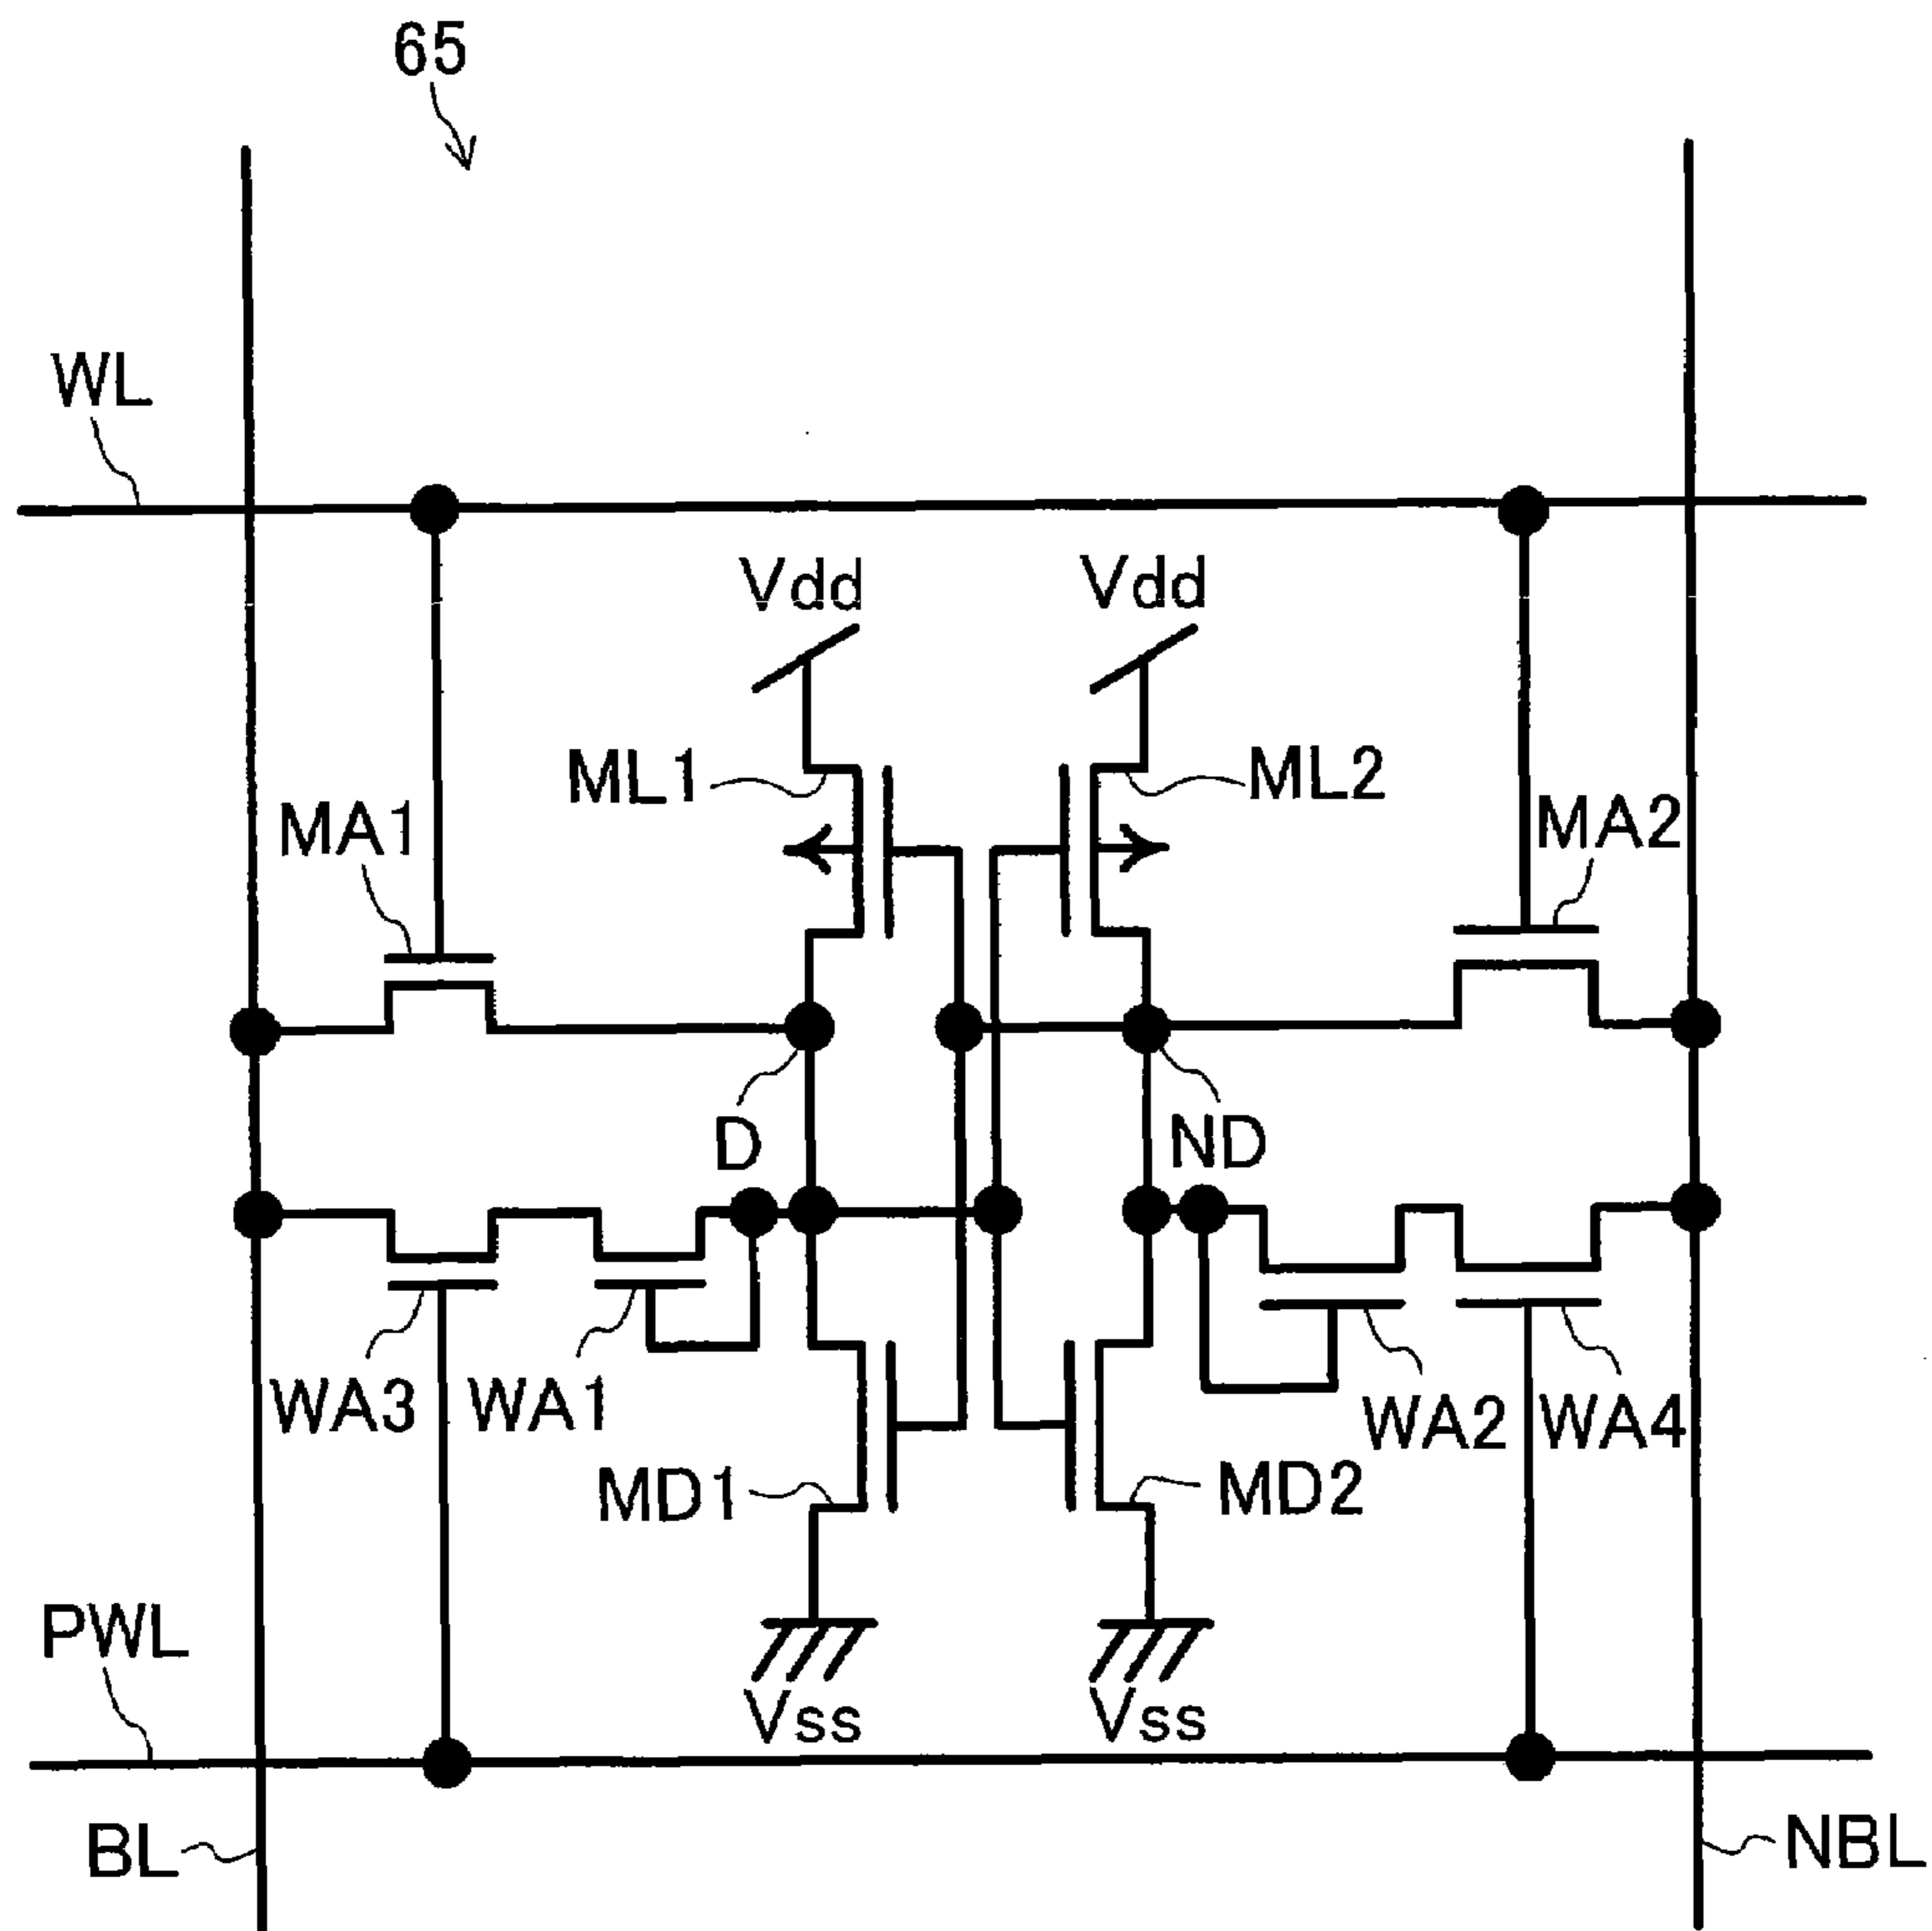 65
WL
Vdd
Vdd
ML1
ML2
MA1
MA2
D
ND
WA3
WA1
WA2
WA4
MD1
MD2
PWL
Vss
Vss
BL
NBL